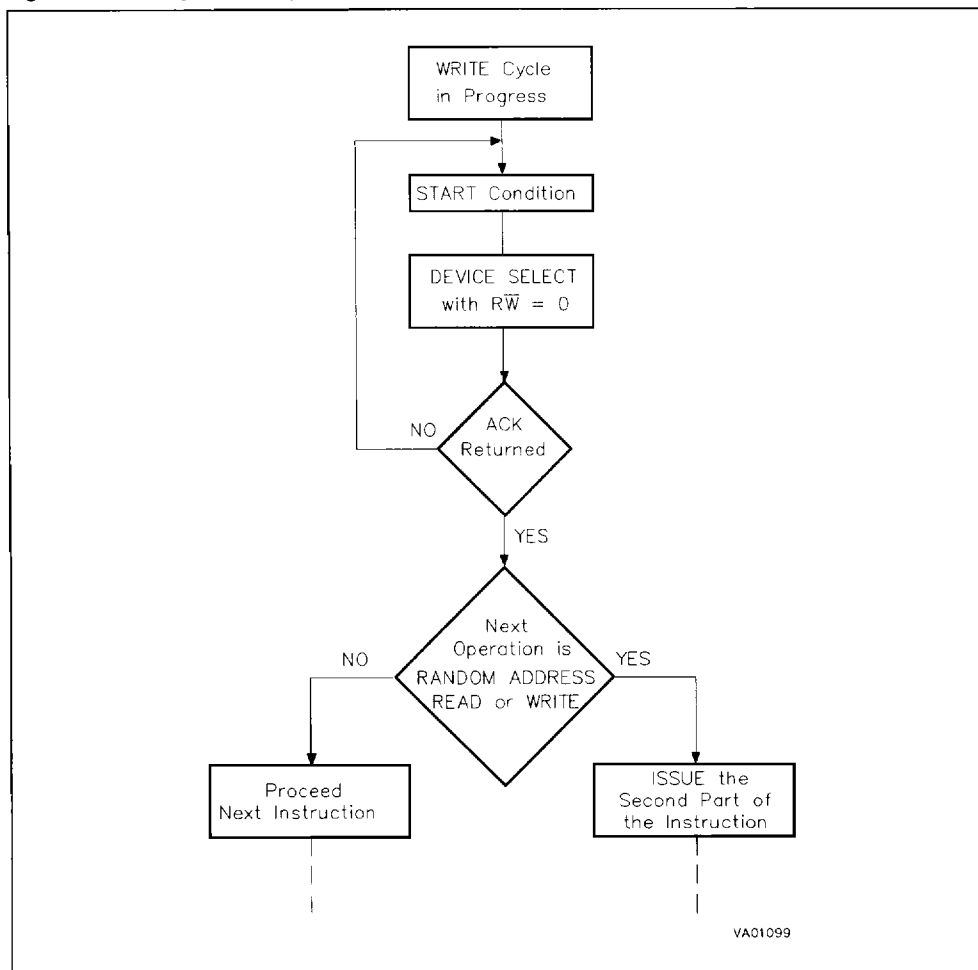 WRITE Cycle
in Progress
START Condition
DEVICE SELECT
with RW̅ = 0
ACK
Returned
NO
YES
Next
Operation is
RANDOM ADDRESS
READ or WRITE
NO
YES
Proceed
Next Instruction
ISSUE the
Second Part of
the Instruction
VA01099